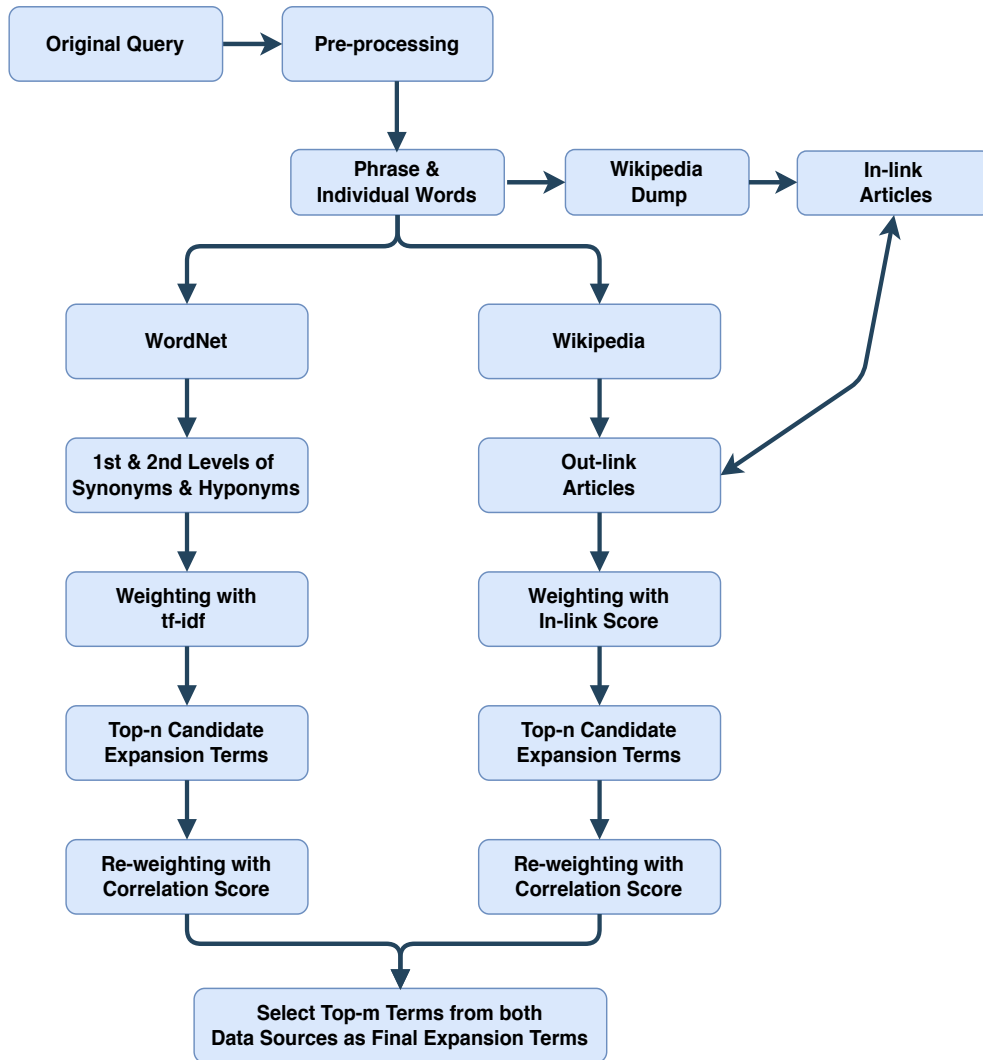 Original Query
Pre-processing
Phrase &
Individual Words
Wikipedia
Dump
In-link
Articles
WordNet
Wikipedia
1st & 2nd Levels of
Synonyms & Hyponyms
Out-link
Articles
Weighting with
tf-idf
Weighting with
In-link Score
Top-n Candidate
Expansion Terms
Top-n Candidate
Expansion Terms
Re-weighting with
Correlation Score
Re-weighting with
Correlation Score
Select Top-m Terms from both
Data Sources as Final Expansion Terms